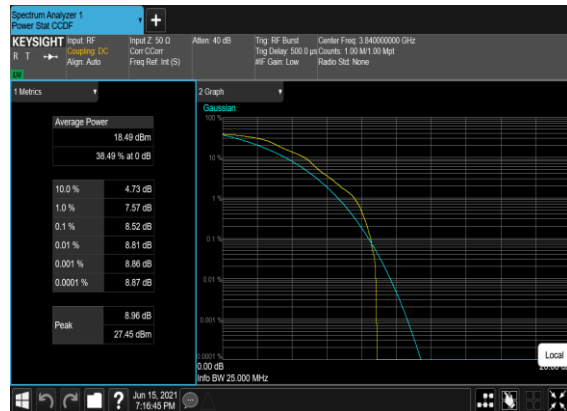 Spectrum Analyzer 1
Power Stat CCDF
KEYSIGHT
R T
LW
Input: RF
Coupling: DC
Align: Auto
Input Z: 50 Ω
Corr CCorr
Freq Ref: Int (S)
Atten: 40 dB
Trig: RF Burst
Trig Delay: 500.0 µs
#IF Gain: Low
Center Freq: 3.840000000 GHz
Counts: 1.00 M/1.00 Mpt
Radio Std: None
1 Metrics
Average Power
18.49 dBm
38.49 % at 0 dB
10.0 % 4.73 dB
1.0 % 7.57 dB
0.1 % 8.52 dB
0.01 % 8.81 dB
0.001 % 8.86 dB
0.0001 % 8.87 dB
Peak
8.96 dB
27.45 dBm
2 Graph
Gaussian
100 %
10 %
1 %
0.1 %
0.01 %
0.001 %
0.0001 %
0.00 dB
Info BW 25.000 MHz
Local
?
Jun 15, 2021
7:16:45 PM